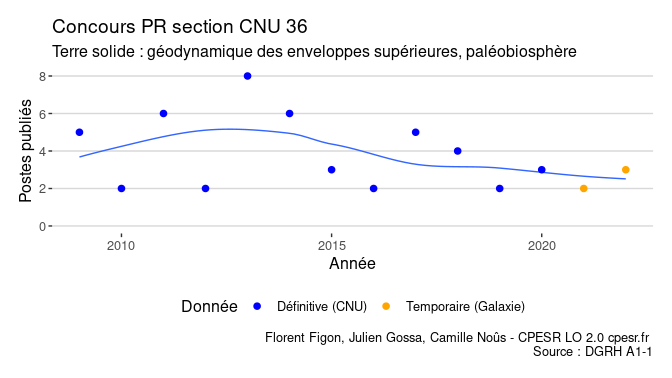 Concours PR section CNU 36
Terre solide : géodynamique des enveloppes supérieures, paléobiosphère
Postes publiés
8
6
4
2
0
2010 2015 2020
Année
Donnée Définitive (CNU) Temporaire (Galaxie)
Florent Figon, Julien Gossa, Camille Noûs - CPESR LO 2.0 cpesr.fr
Source : DGRH A1-1